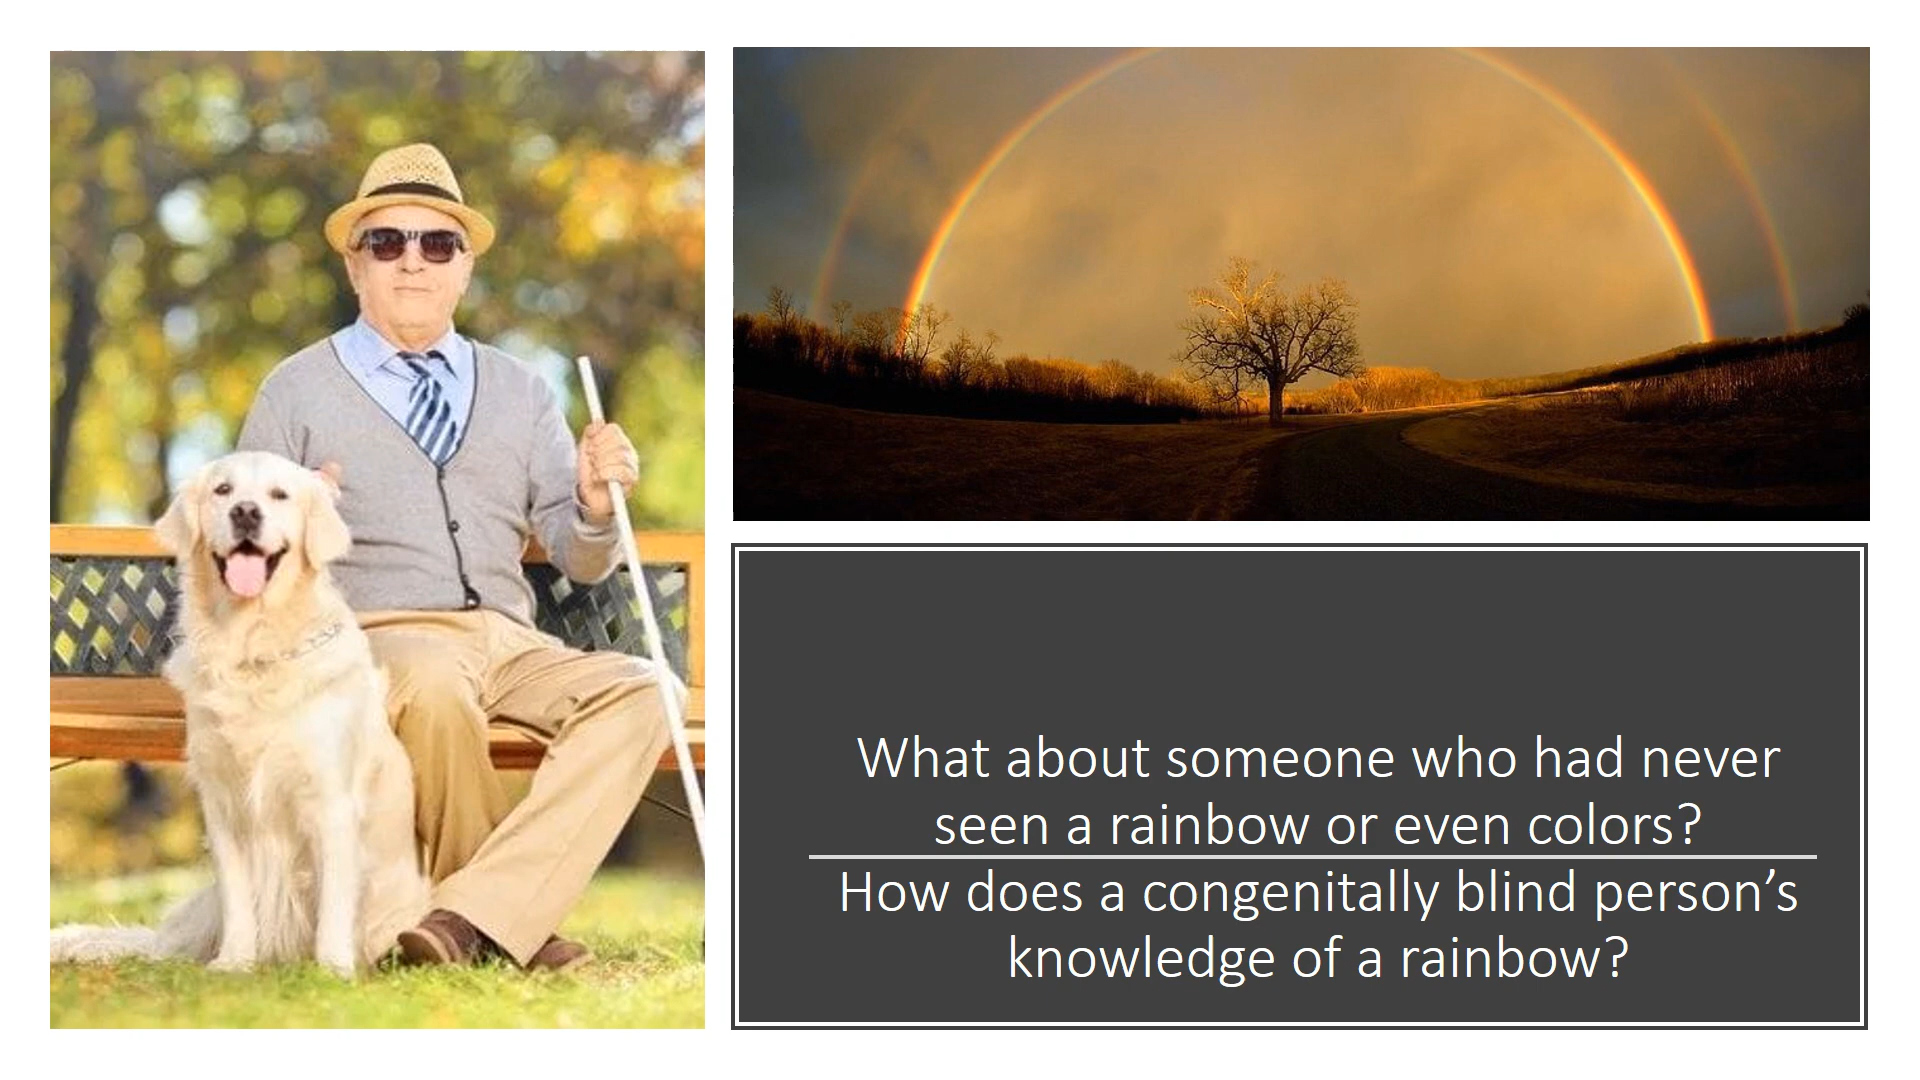 What about someone who had never
seen a rainbow or even colors?
How does a congenitally blind person’s
knowledge of a rainbow?